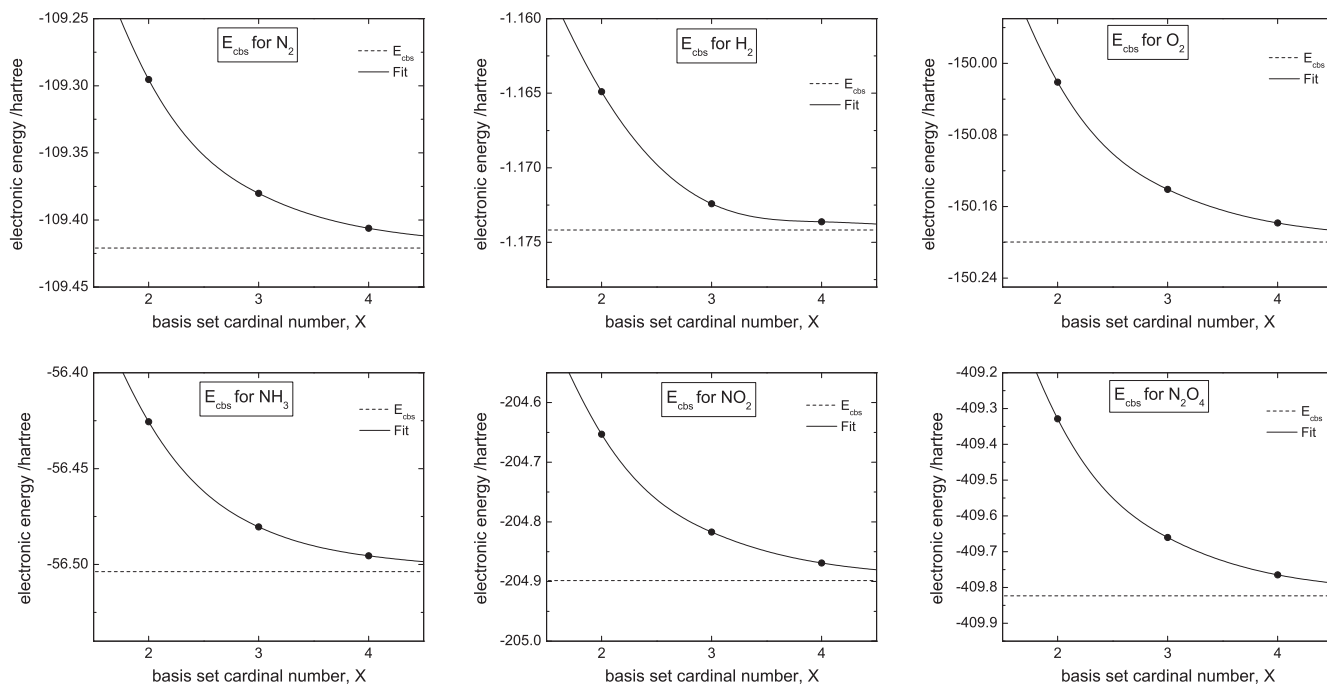 E_cbs for N_2
E_cbs
Fit
-109.25
-109.30
-109.35
-109.40
-109.45
electronic energy /hartree
2 3 4
basis set cardinal number, X
E_cbs for H_2
E_cbs
Fit
-1.160
-1.165
-1.170
-1.175
electronic energy /hartree
2 3 4
basis set cardinal number, X
E_cbs for O_2
E_cbs
Fit
-150.00
-150.08
-150.16
-150.24
electronic energy /hartree
2 3 4
basis set cardinal number, X
E_cbs for NH_3
E_cbs
Fit
-56.40
-56.45
-56.50
electronic energy /hartree
2 3 4
basis set cardinal number, X
E_cbs for NO_2
E_cbs
Fit
-204.6
-204.7
-204.8
-204.9
-205.0
electronic energy /hartree
2 3 4
basis set cardinal number, X
E_cbs for N_2O_4
E_cbs
Fit
-409.2
-409.3
-409.4
-409.5
-409.6
-409.7
-409.8
-409.9
electronic energy /hartree
2 3 4
basis set cardinal number, X